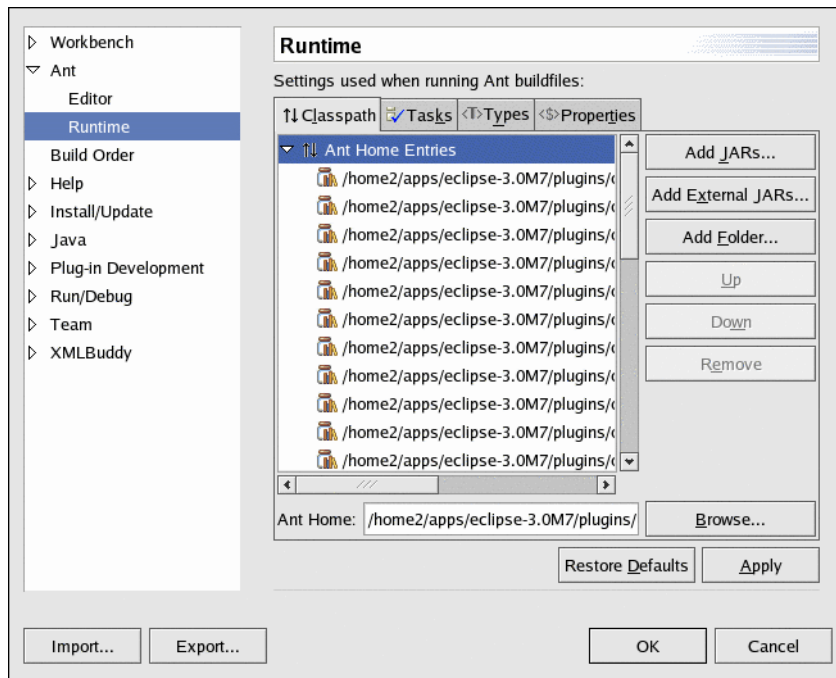 Workbench
Ant
Editor
Runtime
Build Order
Help
Install/Update
Java
Plug-in Development
Run/Debug
Team
XMLBuddy
Runtime
Settings used when running Ant buildfiles:
Classpath Tasks <T>Types <$>Properties
Ant Home Entries
/home2/apps/eclipse-3.0M7/plugins/
/home2/apps/eclipse-3.0M7/plugins/
/home2/apps/eclipse-3.0M7/plugins/
/home2/apps/eclipse-3.0M7/plugins/
/home2/apps/eclipse-3.0M7/plugins/
/home2/apps/eclipse-3.0M7/plugins/
/home2/apps/eclipse-3.0M7/plugins/
/home2/apps/eclipse-3.0M7/plugins/
/home2/apps/eclipse-3.0M7/plugins/
/home2/apps/eclipse-3.0M7/plugins/
/home2/apps/eclipse-3.0M7/plugins/
Add JARs...
Add External JARs...
Add Folder...
Up
Down
Remove
Ant Home: /home2/apps/eclipse-3.0M7/plugins/ Browse...
Restore Defaults Apply
Import... Export... OK Cancel